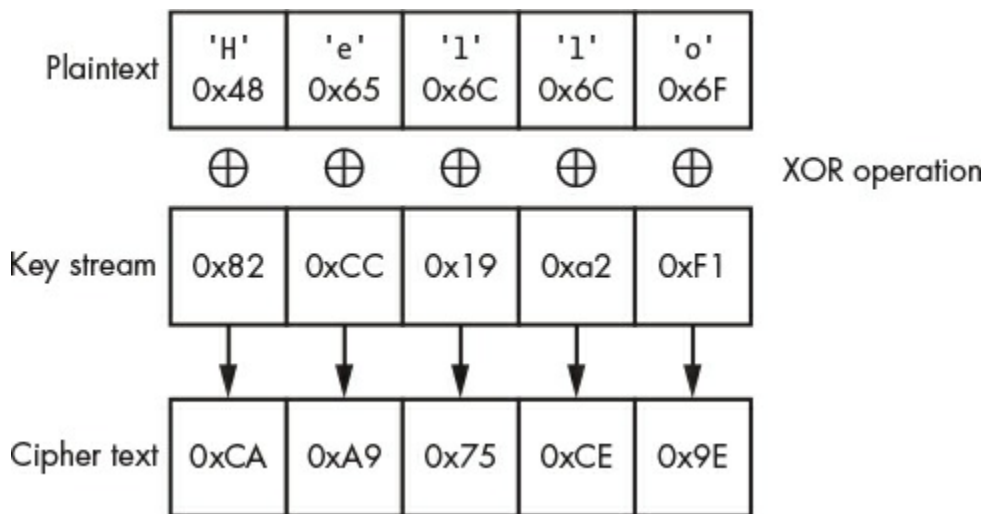 'H' 'e' 'l' 'l' 'o'
Plaintext 0x48 0x65 0x6C 0x6C 0x6F
⊕ ⊕ ⊕ ⊕ ⊕ XOR operation
Key stream 0x82 0xCC 0x19 0xa2 0xF1
Cipher text 0xCA 0xA9 0x75 0xCE 0x9E